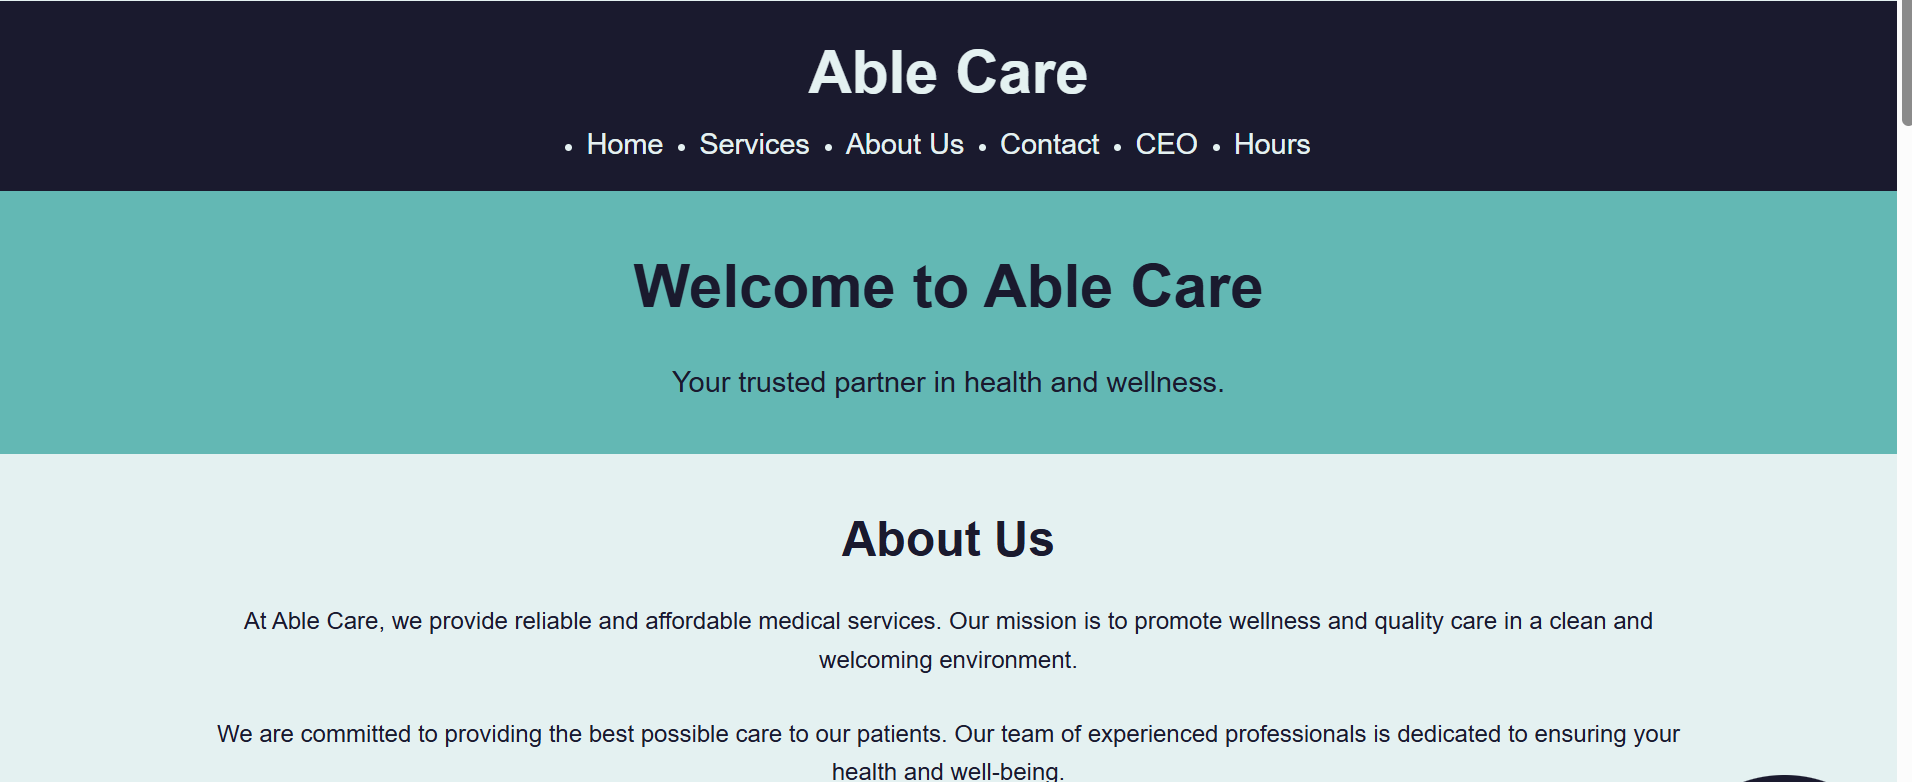 Able Care
• Home • Services • About Us • Contact • CEO • Hours
Welcome to Able Care
Your trusted partner in health and wellness.
About Us
At Able Care, we provide reliable and affordable medical services. Our mission is to promote wellness and quality care in a clean and
welcoming environment.
We are committed to providing the best possible care to our patients. Our team of experienced professionals is dedicated to ensuring your
health and well-being.